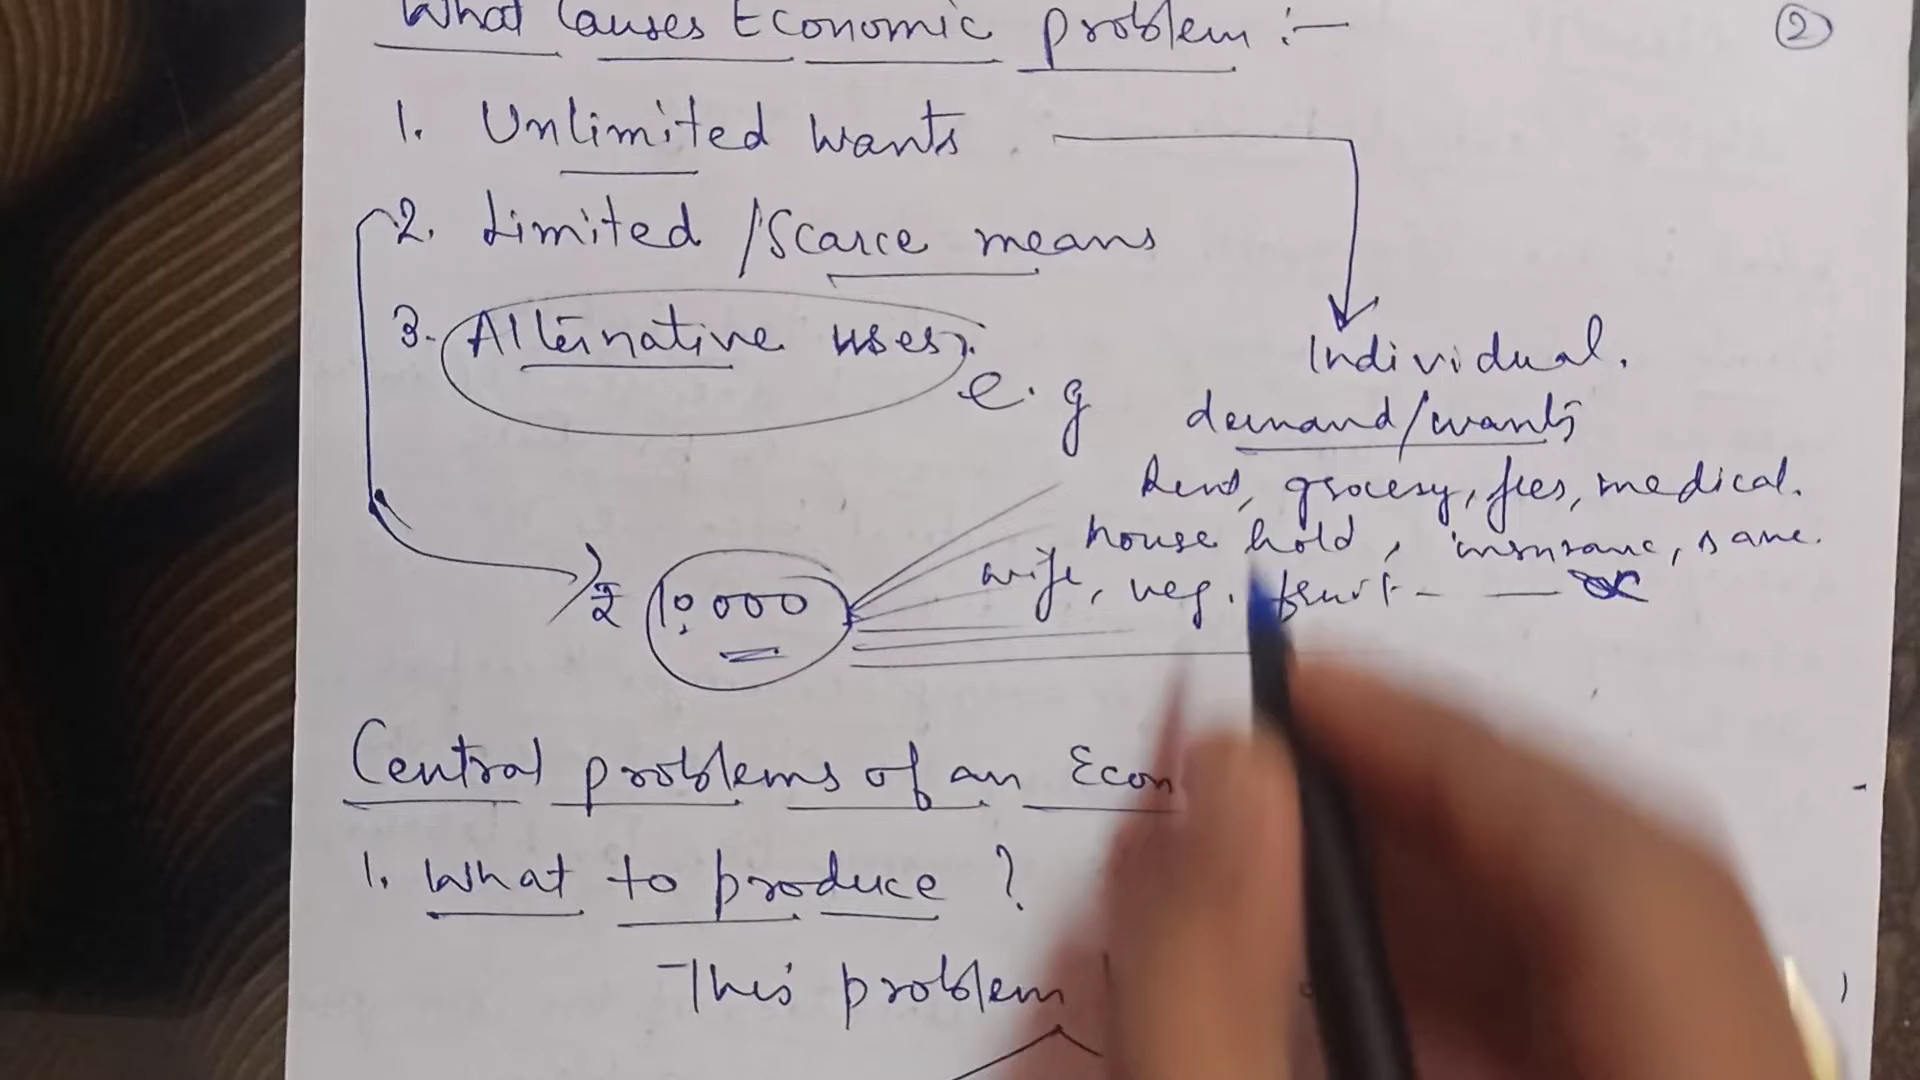 What Causes Economic problem :-
2
1. Unlimited wants
2. Limited / Scarce means
3. Alternative uses.
e.g
Individual.
demand/wants
Rent, grocery, fees, medical.
house hold, insurance, save.
wife, veg. fruit - —
₹ 10,000
Central problems of an Econ
1. What to produce ?
This problem